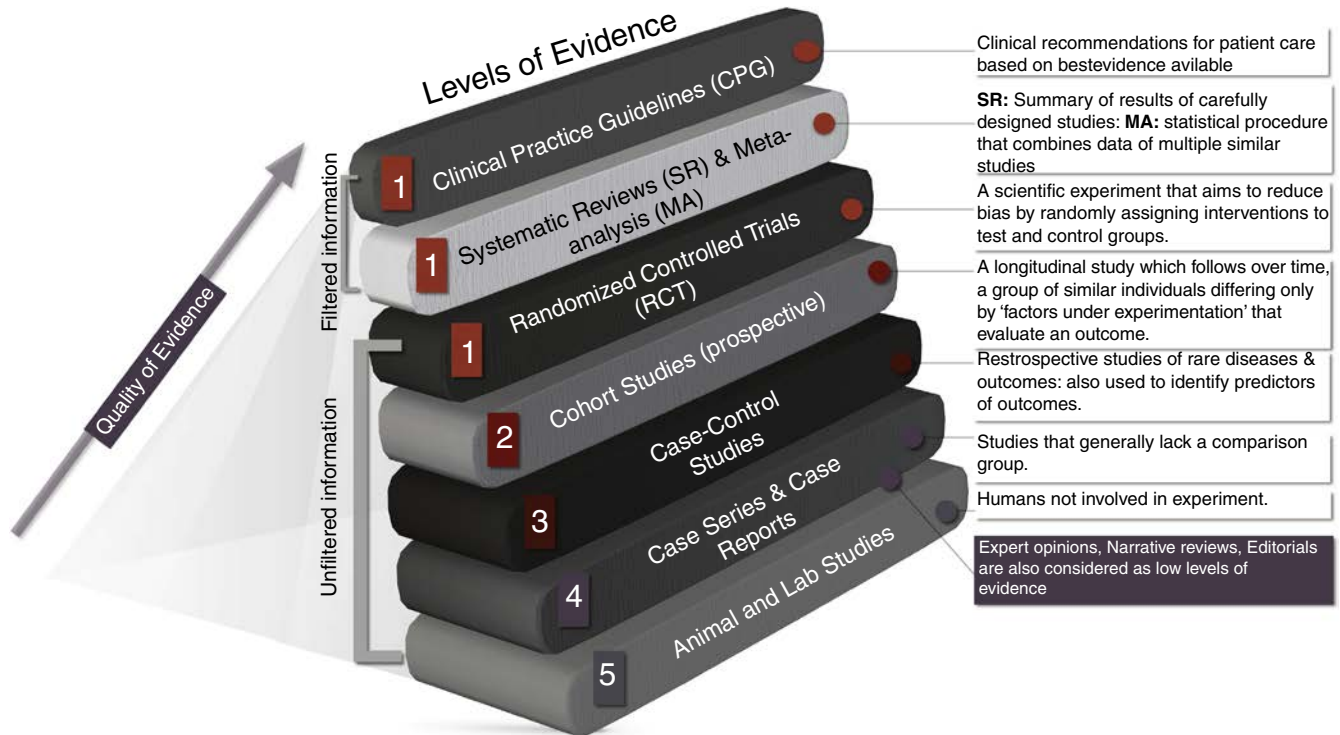 Levels of Evidence
Quality of Evidence
Filtered information
Unfiltered information
1
Clinical Practice Guidelines (CPG)
Clinical recommendations for patient care
based on bestevidence avilable
1
Systematic Reviews (SR) & Meta-
analysis (MA)
SR: Summary of results of carefully
designed studies: MA: statistical procedure
that combines data of multiple similar
studies
1
Randomized Controlled Trials
(RCT)
A scientific experiment that aims to reduce
bias by randomly assigning interventions to
test and control groups.
2
Cohort Studies (prospective)
A longitudinal study which follows over time,
a group of similar individuals differing only
by ‘factors under experimentation’ that
evaluate an outcome.
3
Case-Control
Studies
Restrospective studies of rare diseases &
outcomes: also used to identify predictors
of outcomes.
4
Case Series & Case
Reports
Studies that generally lack a comparison
group.
5
Animal and Lab Studies
Humans not involved in experiment.
Expert opinions, Narrative reviews, Editorials
are also considered as low levels of
evidence